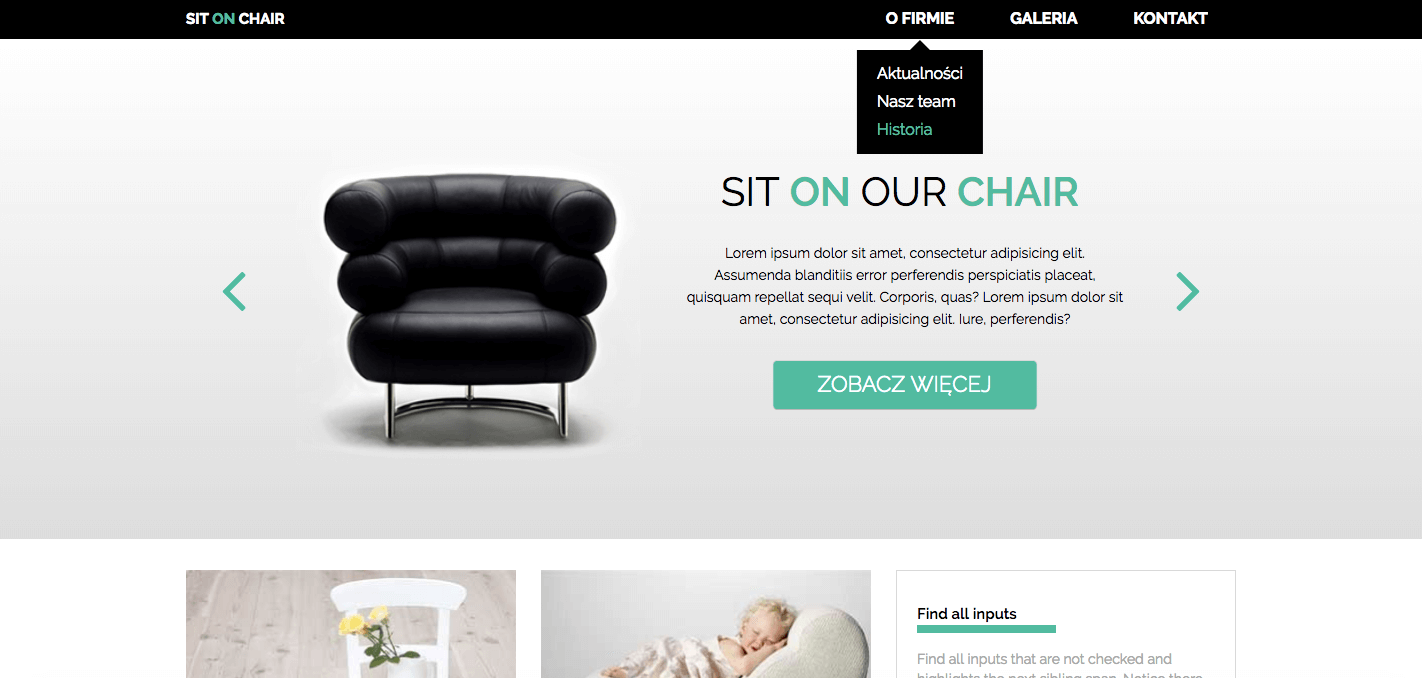 SIT ON CHAIR
O FIRMIE
GALERIA
KONTAKT
Aktualności
Nasz team
Historia
SIT ON OUR CHAIR
Lorem ipsum dolor sit amet, consectetur adipisicing elit.
Assumenda blanditiis error perferendis perspiciatis placeat,
quisquam repellat sequi velit. Corporis, quas? Lorem ipsum dolor sit
amet, consectetur adipisicing elit. Iure, perferendis?
ZOBACZ WIĘCEJ
Find all inputs
Find all inputs that are not checked and
highlights the next sibling span. Notice there